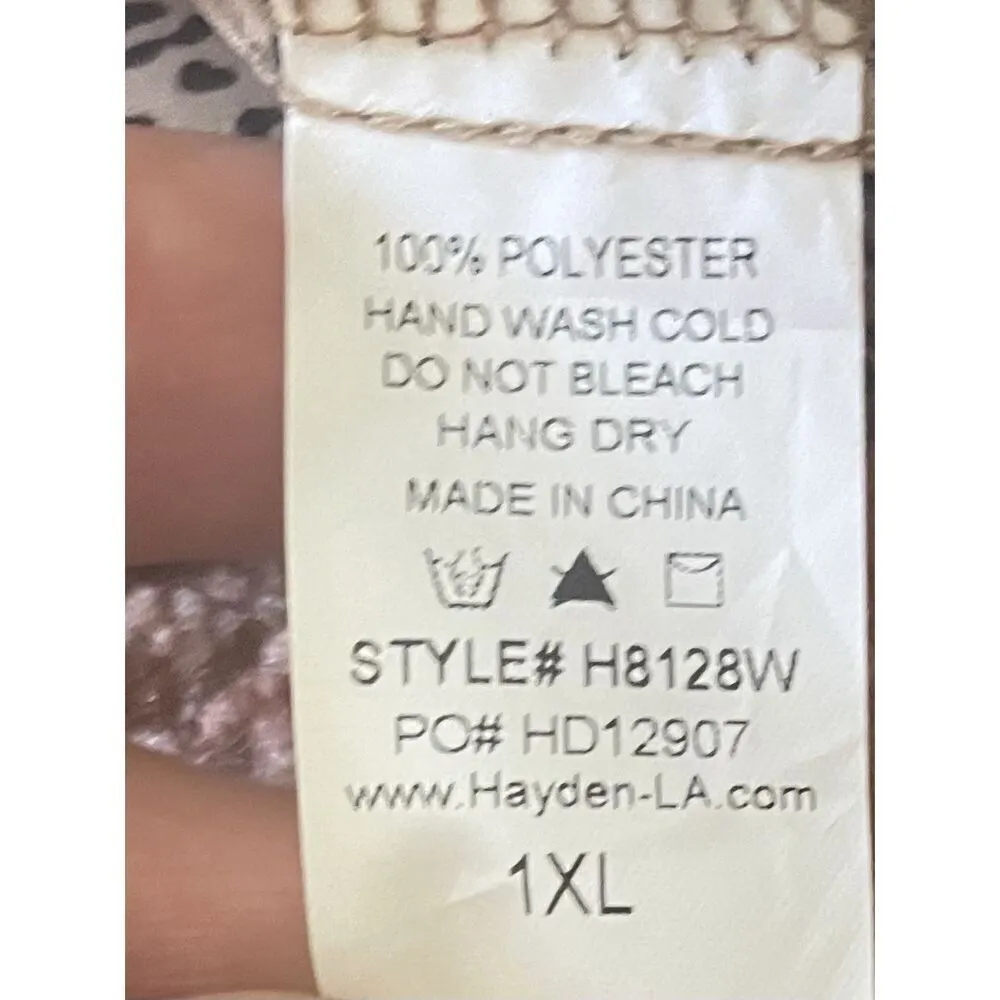 100% POLYESTER
HAND WASH COLD
DO NOT BLEACH
HANG DRY
MADE IN CHINA
STYLE# H8128W
PO# HD12907
www.Hayden-LA.com
1XL